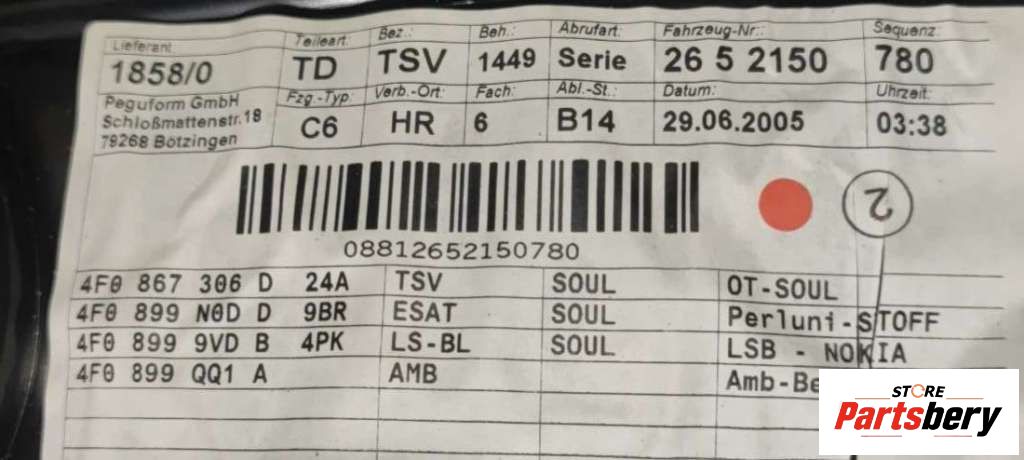 Lieferant Teileart: Bez.: Beh.: Abrufart: Fahrzeug-Nr.: Sequenz:
1858/0 TD TSV 1449 Serie 26 5 2150 780
Peguform GmbH Fzg.-Typ: Verb.-Ort: Fach: Abl.-St.: Datum: Uhrzeit:
Schloßmattenstr.18 C6 HR 6 B14 29.06.2005 03:38
79268 Bötzingen
2
08812652150780
4F0 867 306 D 24A TSV SOUL OT-SOUL
4F0 899 N0D D 9BR ESAT SOUL Perluni-STOFF
4F0 899 9VD B 4PK LS-BL SOUL LSB - NOKIA
4F0 899 QQ1 A AMB
STORE
Partsbery